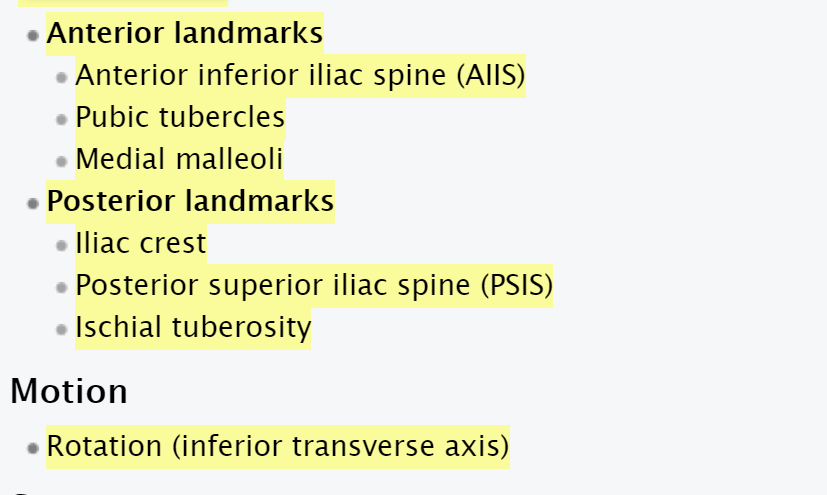 Anterior landmarks
Anterior inferior iliac spine (AIIS)
Pubic tubercles
Medial malleoli
Posterior landmarks
Iliac crest
Posterior superior iliac spine (PSIS)
Ischial tuberosity
Motion
Rotation (inferior transverse axis)